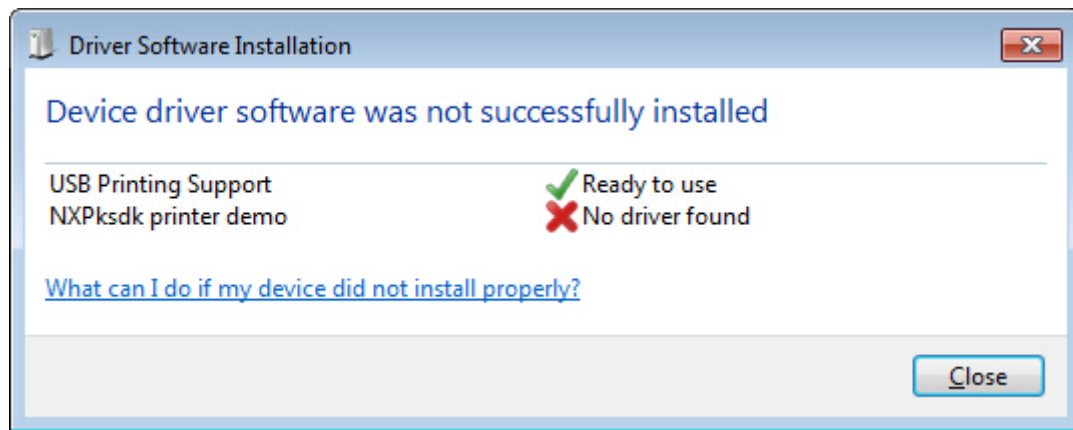 Driver Software Installation
Device driver software was not successfully installed
USB Printing Support Ready to use
NXPksdk printer demo No driver found
What can I do if my device did not install properly?
Close